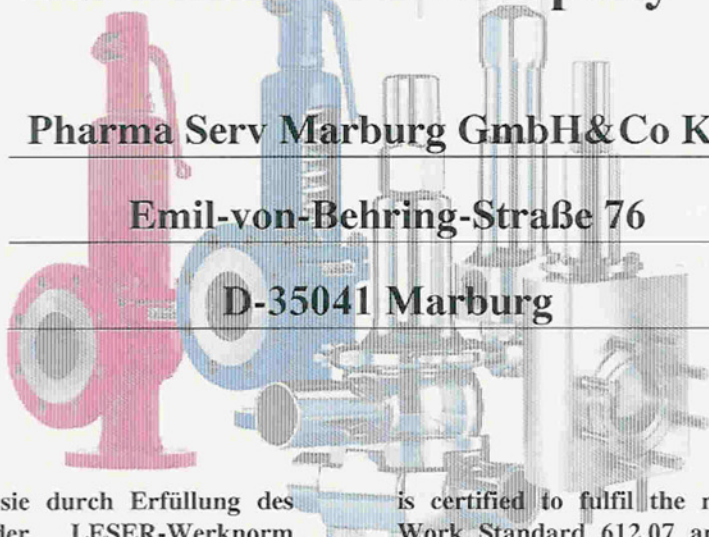 Pharma Serv Marburg GmbH&Co K
Emil-von-Behring-Straße 76
D-35041 Marburg
sie durch Erfüllung des
is certified to fulfil the
der LESER-Werknorm
Work Standard 612.07